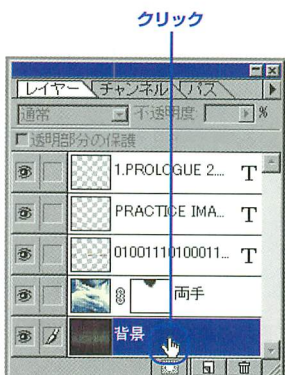 クリック
レイヤー チャンネル パス
通常 不透明度: %
透明部分の保護
1.PROLOGUE 2... T
PRACTICE IMA... T
01001110100011... T
両手
背景